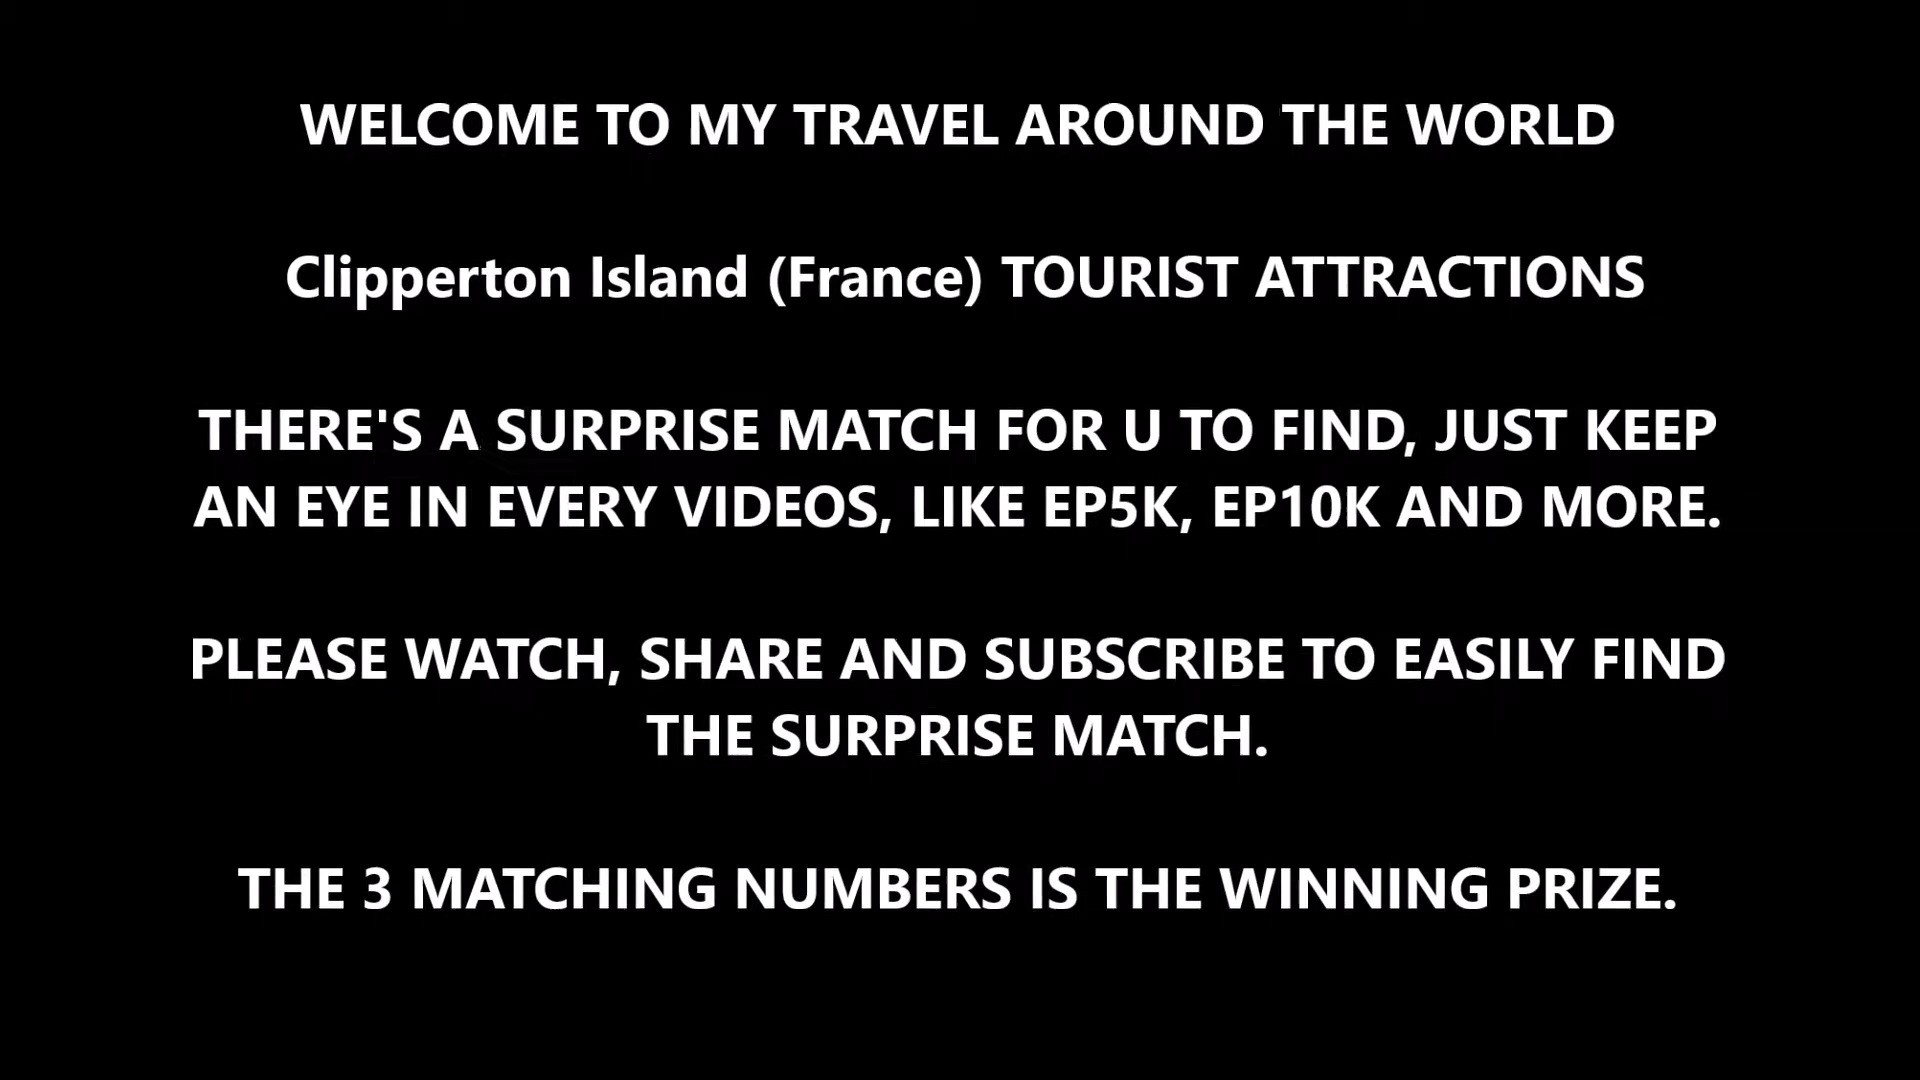 WELCOME TO MY TRAVEL AROUND THE WORLD
Clipperton Island (France) TOURIST ATTRACTIONS
THERE'S A SURPRISE MATCH FOR U TO FIND, JUST KEEP
AN EYE IN EVERY VIDEOS, LIKE EP5K, EP10K AND MORE.
PLEASE WATCH, SHARE AND SUBSCRIBE TO EASILY FIND
THE SURPRISE MATCH.
THE 3 MATCHING NUMBERS IS THE WINNING PRIZE.